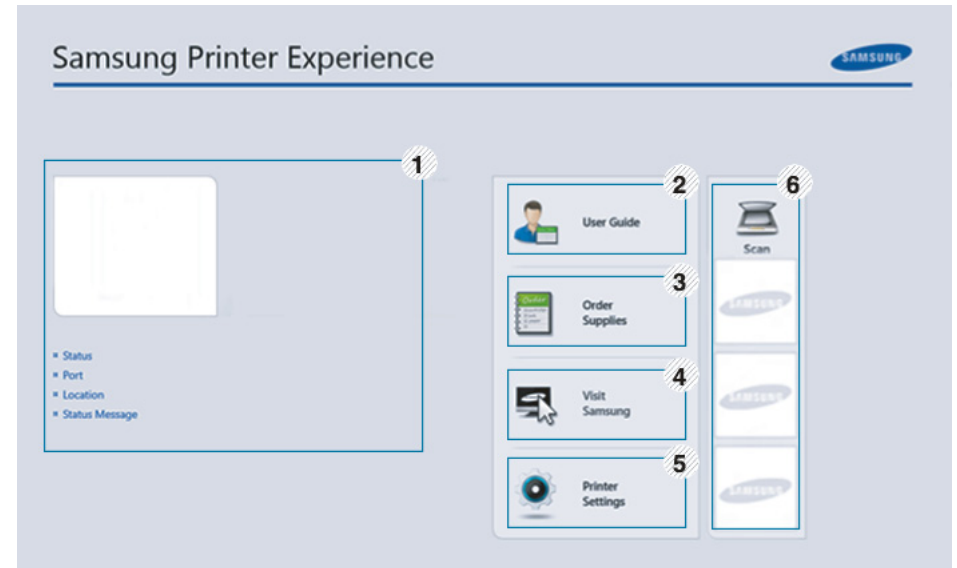 Samsung Printer Experience
SAMSUNG
1
Status
Port
Location
Status Message
2
User Guide
3
Order
Order
Supplies
4
Visit
Samsung
5
Printer
Settings
6
Scan
SAMSUNG
SAMSUNG
SAMSUNG